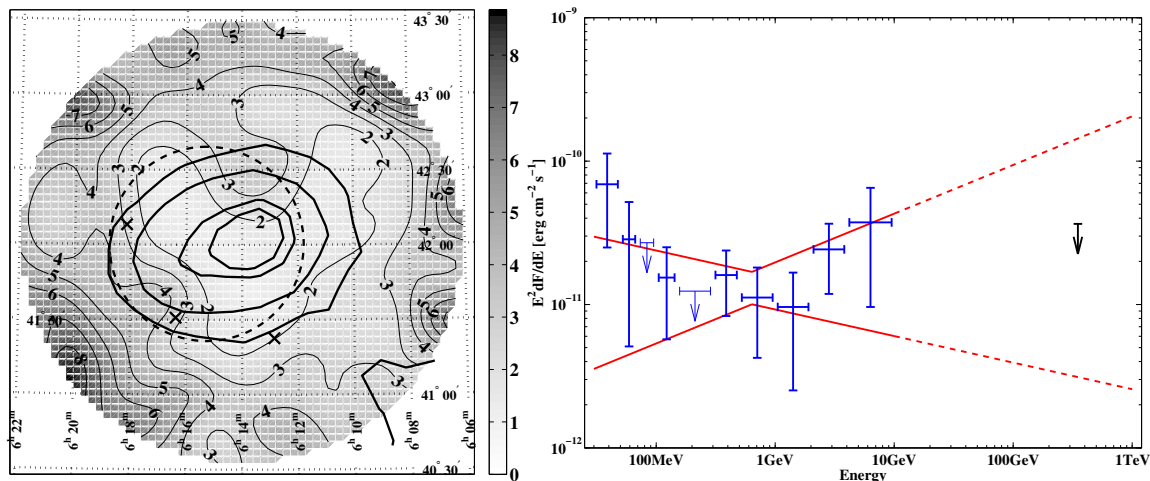 43° 30´
43° 00´
42° 30´
42° 00´
41° 30´
41° 00´
40° 30´
6ʰ 22ᵐ
6ʰ 20ᵐ
6ʰ 18ᵐ
6ʰ 16ᵐ
6ʰ 14ᵐ
6ʰ 12ᵐ
6ʰ 10ᵐ
6ʰ 08ᵐ
6ʰ 06ᵐ
8
7
6
5
4
3
2
1
0
E²dF/dE [erg cm⁻² s⁻¹]
10⁻⁹
10⁻¹⁰
10⁻¹¹
10⁻¹²
100MeV
1GeV
10GeV
100GeV
1TeV
Energy